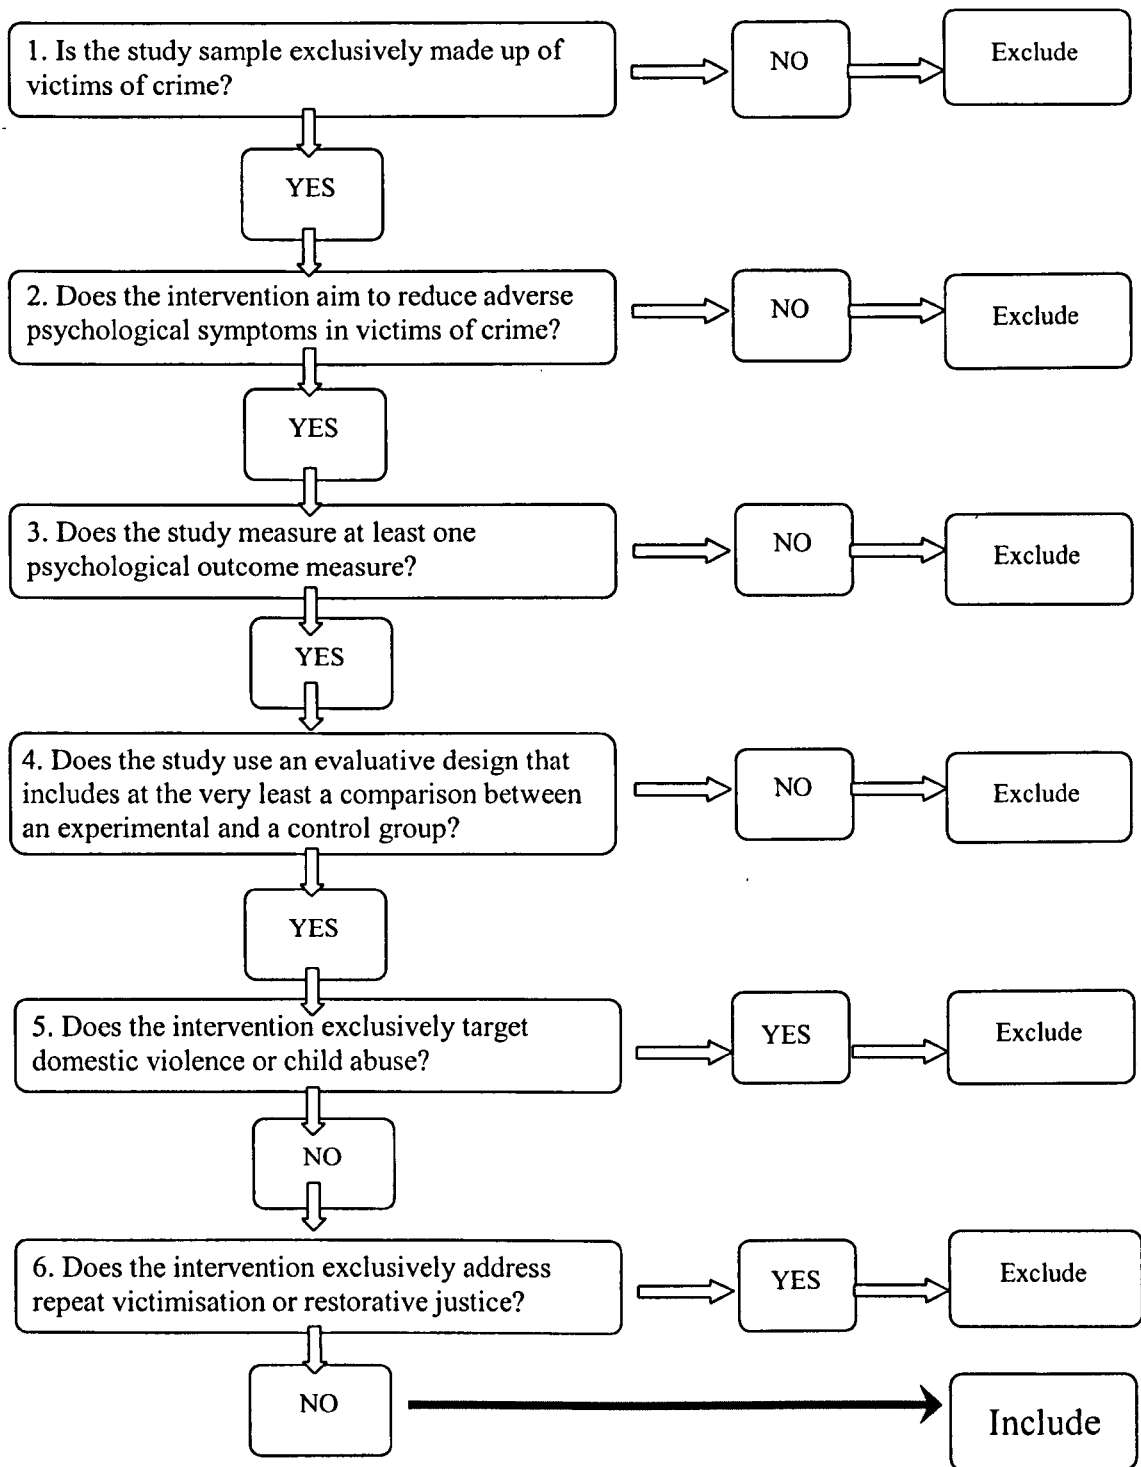 1. Is the study sample exclusively made up of
victims of crime?
NO
Exclude
YES
2. Does the intervention aim to reduce adverse
psychological symptoms in victims of crime?
NO
Exclude
YES
3. Does the study measure at least one
psychological outcome measure?
NO
Exclude
YES
4. Does the study use an evaluative design that
includes at the very least a comparison between
an experimental and a control group?
NO
Exclude
YES
5. Does the intervention exclusively target
domestic violence or child abuse?
YES
Exclude
NO
6. Does the intervention exclusively address
repeat victimisation or restorative justice?
YES
Exclude
NO
Include